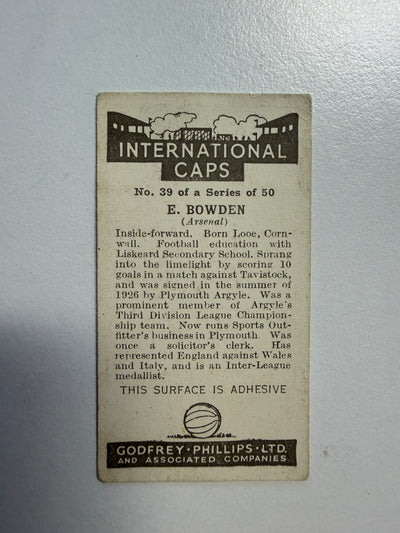 INTERNATIONAL
CAPS
No. 39 of a Series of 50
E. BOWDEN
(Arsenal)
Inside-forward. Born Looe, Corn-
wall. Football education with
Liskeard Secondary School. Sprang
into the limelight by scoring 10
goals in a match against Tavistock,
and was signed in the summer of
1926 by Plymouth Argyle. Was a
prominent member of Argyle's
Third Division League Champion-
ship team. Now runs Sports Out-
fitter's business in Plymouth. Was
once a solicitor's clerk. Has
represented England against Wales
and Italy, and is an Inter-League
medallist.
THIS SURFACE IS ADHESIVE
GODFREY · PHILLIPS · LTD.
AND ASSOCIATED COMPANIES